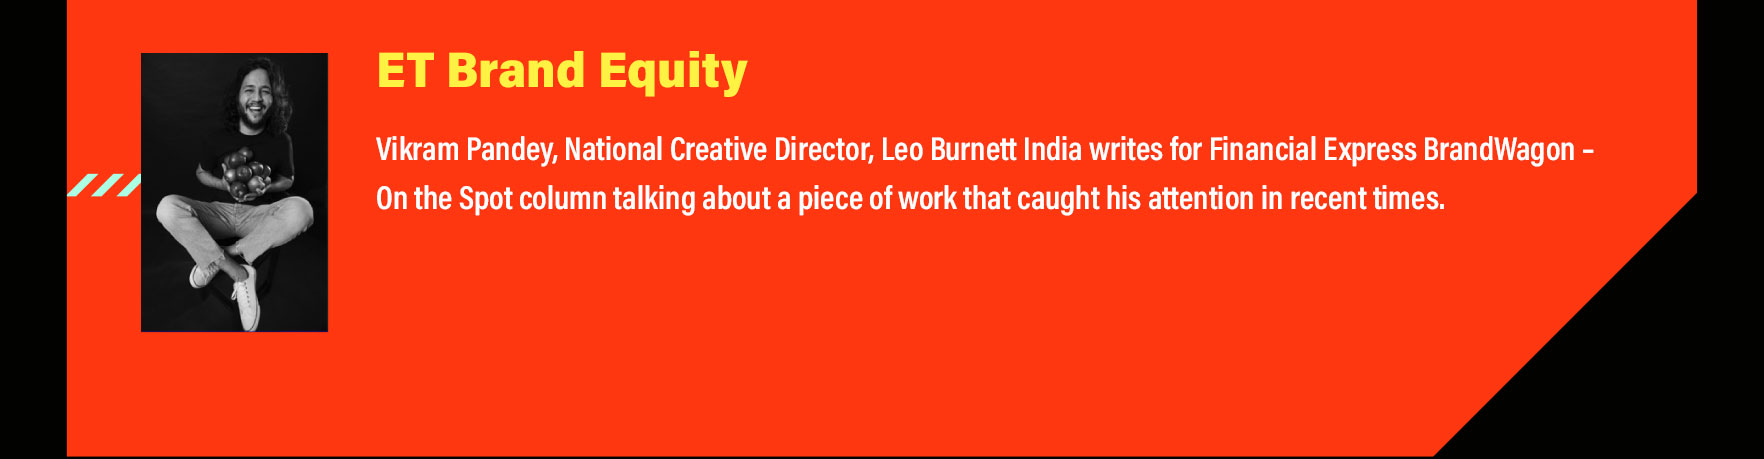 ET Brand Equity
Vikram Pandey, National Creative Director, Leo Burnett India writes for Financial Express BrandWagon –
On the Spot column talking about a piece of work that caught his attention in recent times.